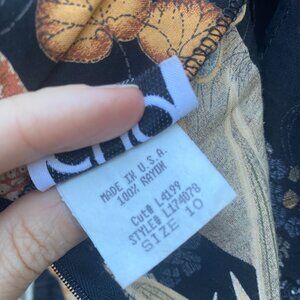 MADE IN U.S.A.
100% RAYON
Cut# L4199
STYLE# L174078
SIZE 10